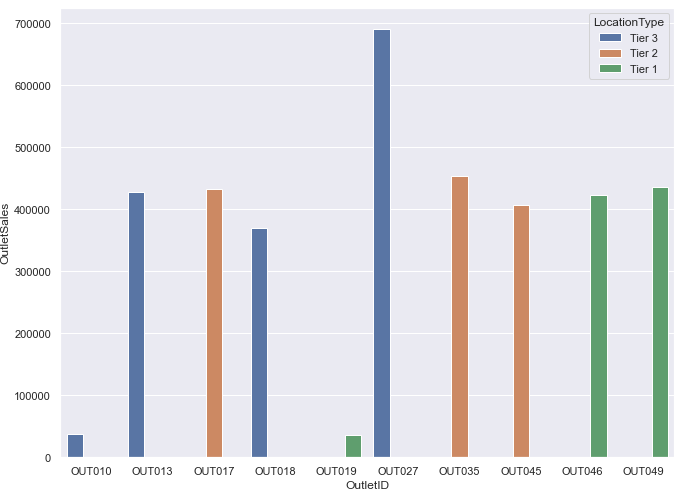 700000
600000
500000
400000
300000
200000
100000
0
OutletSales
LocationType
Tier 3
Tier 2
Tier 1
OUT010 OUT013 OUT017 OUT018 OUT019 OUT027 OUT035 OUT045 OUT046 OUT049
OutletID